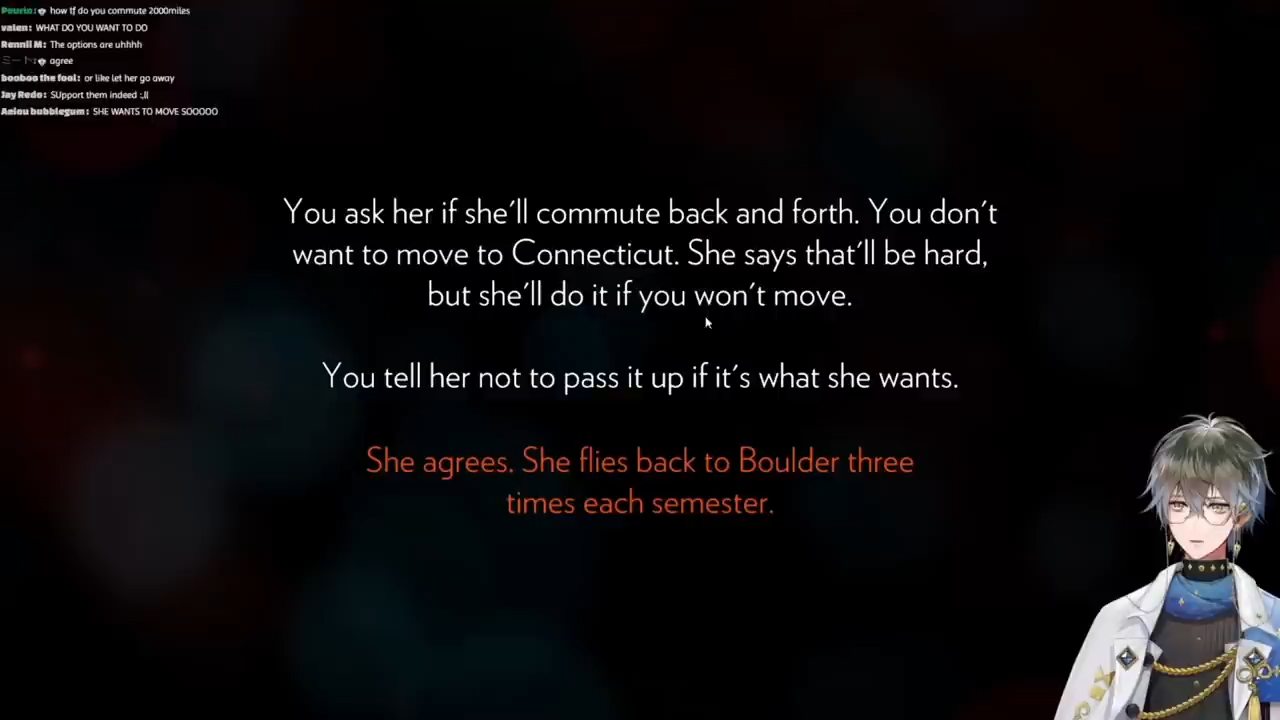 Pouria: how tf do you commute 2000miles
valen: WHAT DO YOU WANT TO DO
Rennii M: The options are uhhhh
ミート: agree
booboo the fool: or like let her go away
Jay Redo: SUpport them indeed :,((
Aeiou bubblegum: SHE WANTS TO MOVE SOOOOO
You ask her if she'll commute back and forth. You don't
want to move to Connecticut. She says that'll be hard,
but she'll do it if you won't move.
You tell her not to pass it up if it's what she wants.
She agrees. She flies back to Boulder three
times each semester.